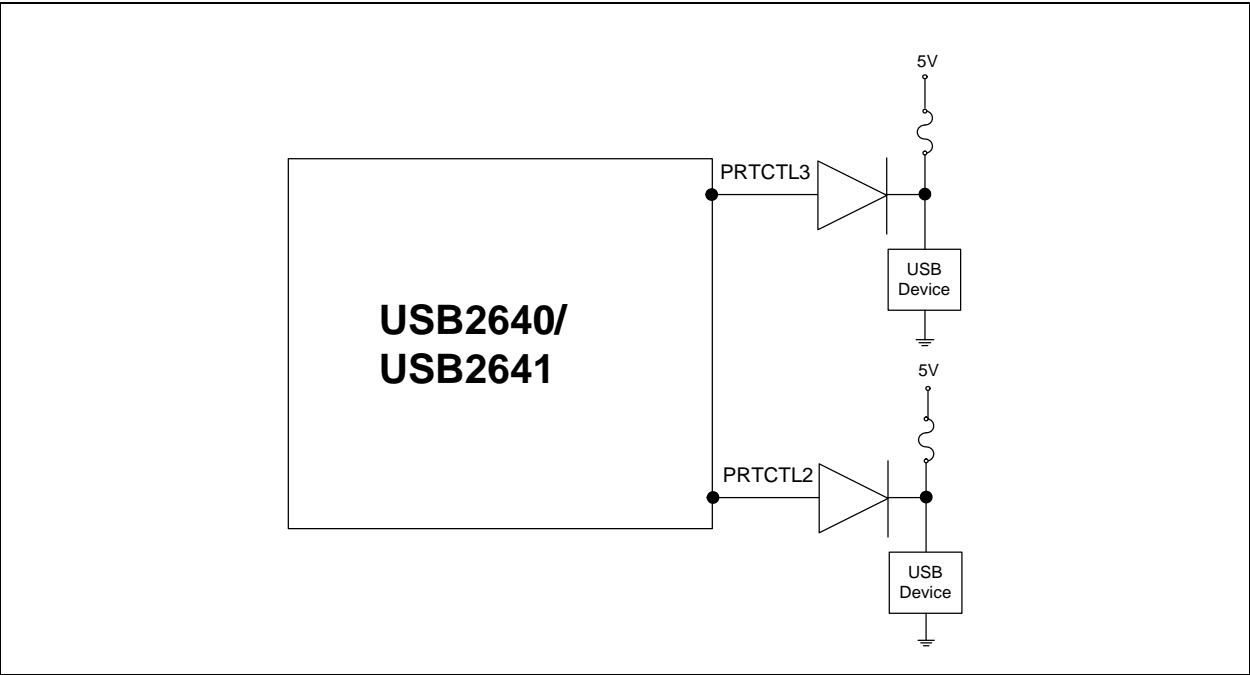 5V
PRTCTL3
USB
Device
USB2640/
USB2641
5V
PRTCTL2
USB
Device